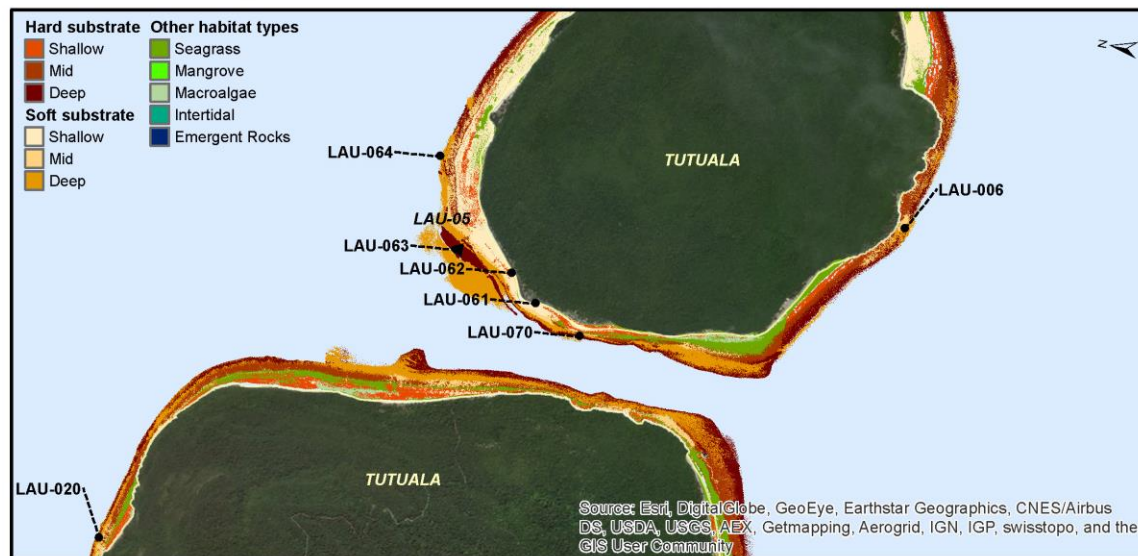 Hard substrate
Shallow
Mid
Deep
Soft substrate
Shallow
Mid
Deep
Other habitat types
Seagrass
Mangrove
Macroalgae
Intertidal
Emergent Rocks
N
LAU-064
TUTUALA
LAU-006
LAU-05
LAU-063
LAU-062
LAU-061
LAU-070
TUTUALA
LAU-020
Source: Esri, DigitalGlobe, GeoEye, Earthstar Geographics, CNES/Airbus
DS, USDA, USGS, AEX, Getmapping, Aerogrid, IGN, IGP, swisstopo, and the
GIS User Community